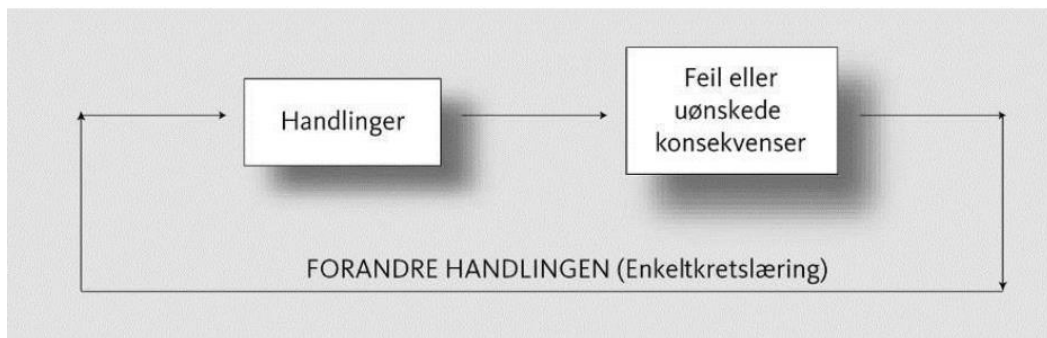 Handlinger
Feil eller
uønskede
konsekvenser
FORANDRE HANDLINGEN (Enkeltkretslæring)